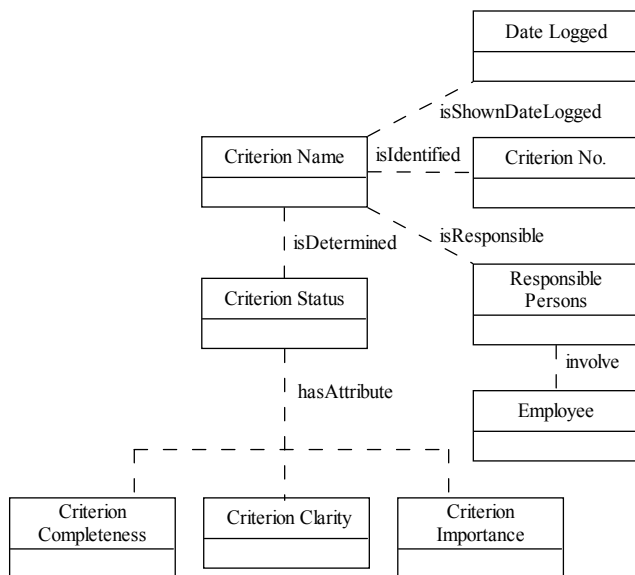 Date Logged
isShownDateLogged
Criterion Name
isIdentified
Criterion No.
isResponsible
isDetermined
Responsible
Persons
Criterion Status
involve
hasAttribute
Employee
Criterion
Completeness
Criterion Clarity
Criterion
Importance